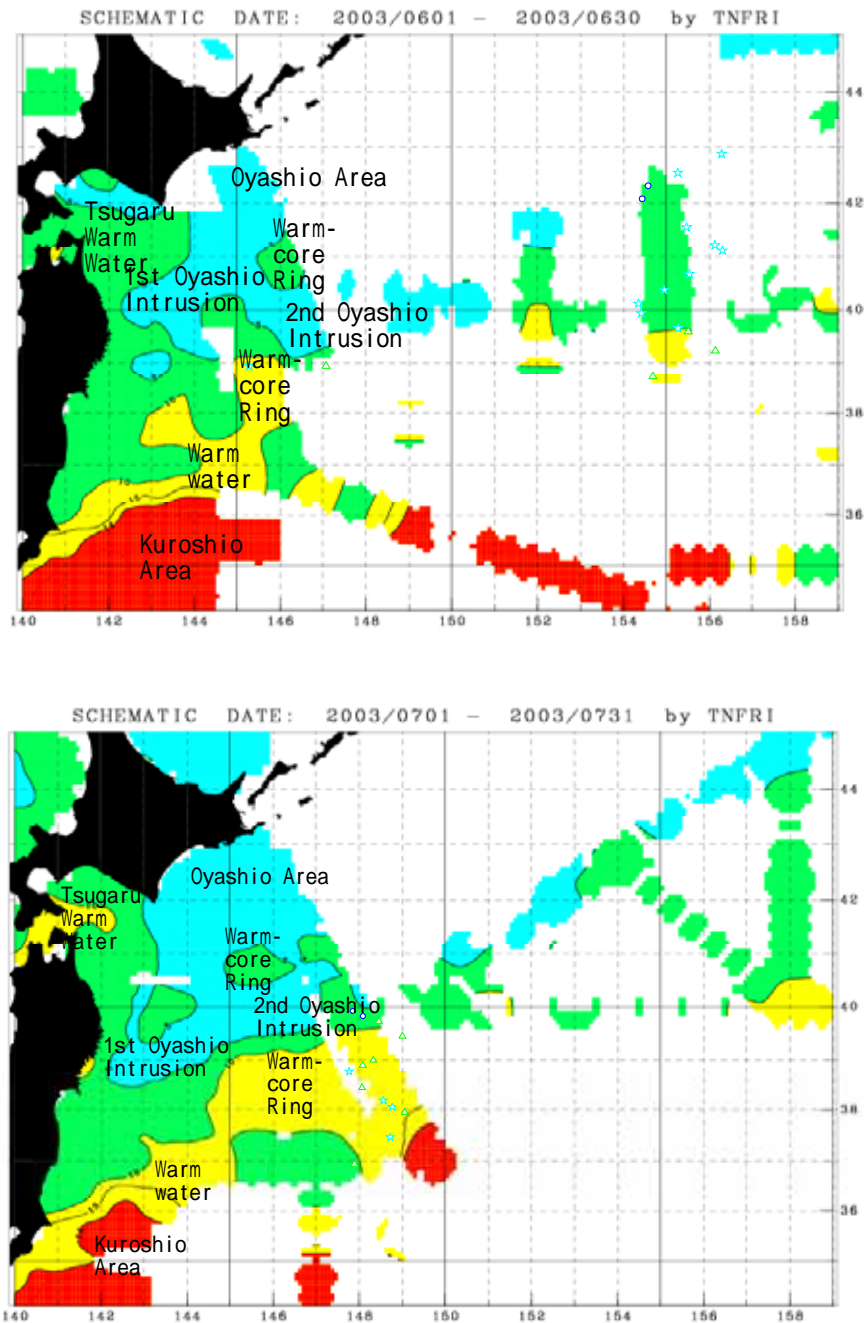 SCHEMATIC DATE: 2003/0601 — 2003/0630 by TNFRI
44
Oyashio Area
42
Tsugaru
Warm
Water
Warm-
core
Ring
1st Oyashio
Intrusion
2nd Oyashio
Intrusion
40
Warm-
core
Ring
38
Warm
water
10
15
36
Kuroshio
Area
140 142 144 146 148 150 152 154 156 158
SCHEMATIC DATE: 2003/0701 — 2003/0731 by TNFRI
44
Oyashio Area
42
Tsugaru
Warm
Water
Warm-
core
Ring
2nd Oyashio
Intrusion
40
1st Oyashio
Intrusion
10
Warm-
core
Ring
38
Warm
water
15
36
Kuroshio
Area
140 142 144 146 148 150 152 154 156 158